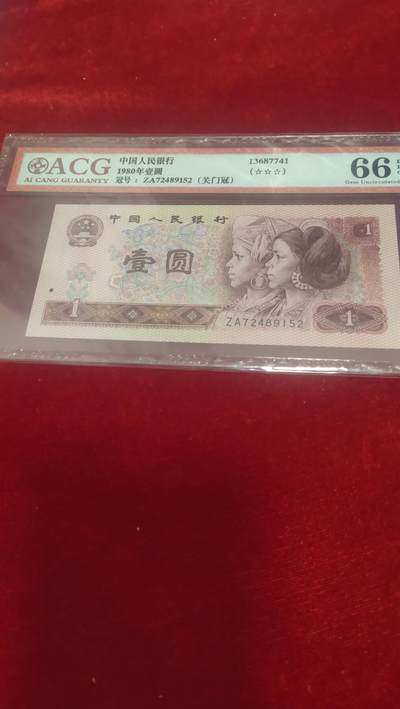 ACG
AI CANG GUARANTY
中国人民银行
1980年壹圆
冠号：ZA72489152（关门冠）
13687741
(☆☆☆)
66
Gem Uncirculated
中国人民银行
壹圆
1
1
ZA72489152
1